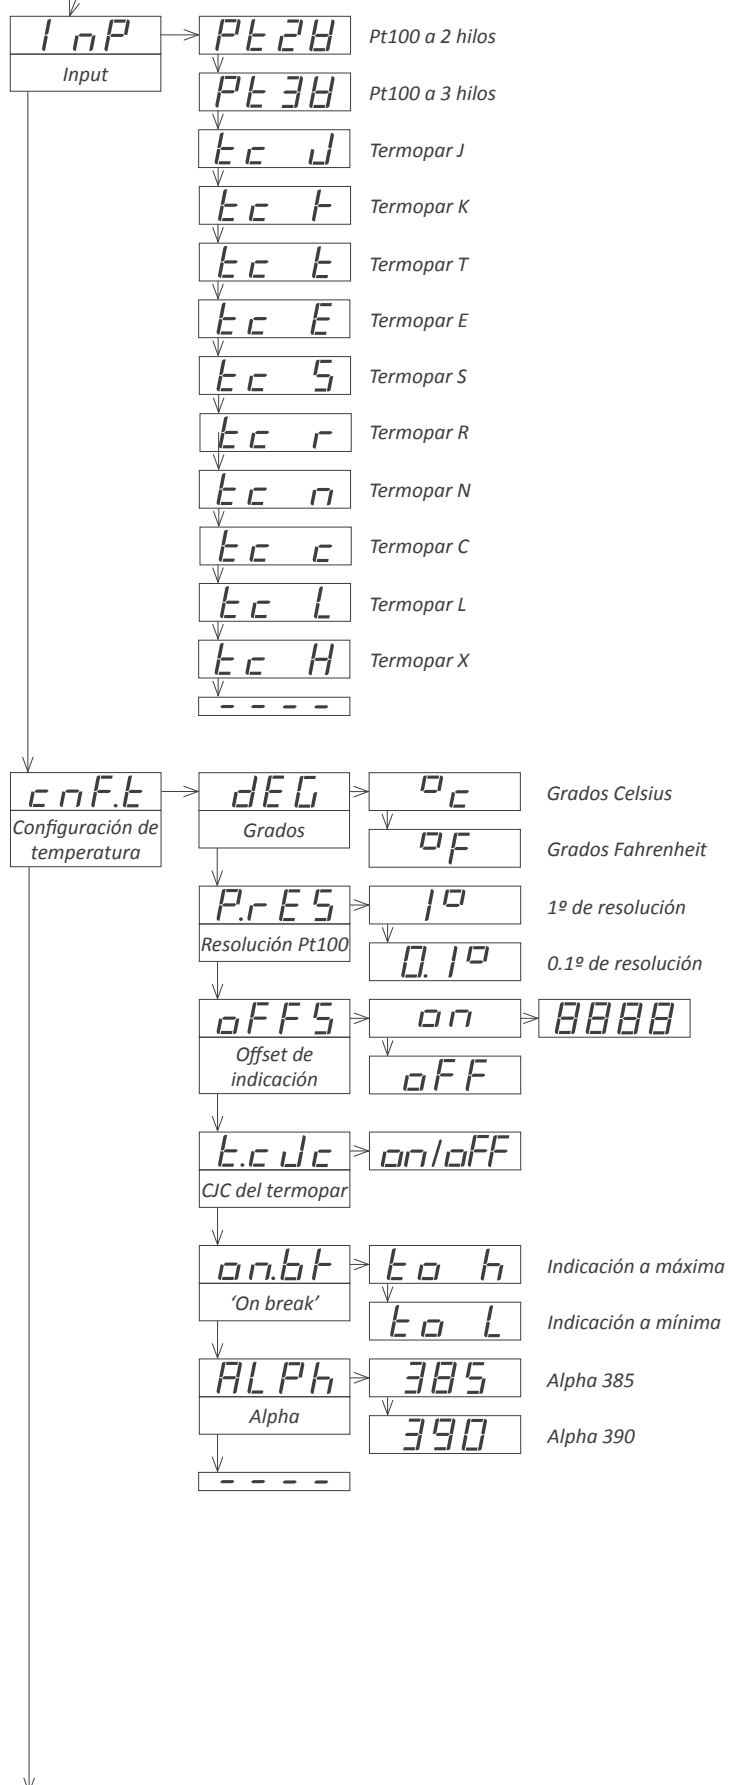 InP
Input
Pt2W
Pt100 a 2 hilos
Pt3W
Pt100 a 3 hilos
tc J
Termopar J
tc k
Termopar K
tc t
Termopar T
tc E
Termopar E
tc S
Termopar S
tc r
Termopar R
tc n
Termopar N
tc c
Termopar C
tc L
Termopar L
tc H
Termopar X
----
cnF.t
Configuración de
temperatura
dEG
Grados
ºc
Grados Celsius
ºF
Grados Fahrenheit
P.rES
Resolución Pt100
1º
1º de resolución
0.1º
0.1º de resolución
oFFS
Offset de
indicación
on
8888
oFF
t.cJc
CJC del termopar
on/oFF
on.bk
‘On break’
to h
Indicación a máxima
to L
Indicación a mínima
ALPh
Alpha
385
Alpha 385
390
Alpha 390
----